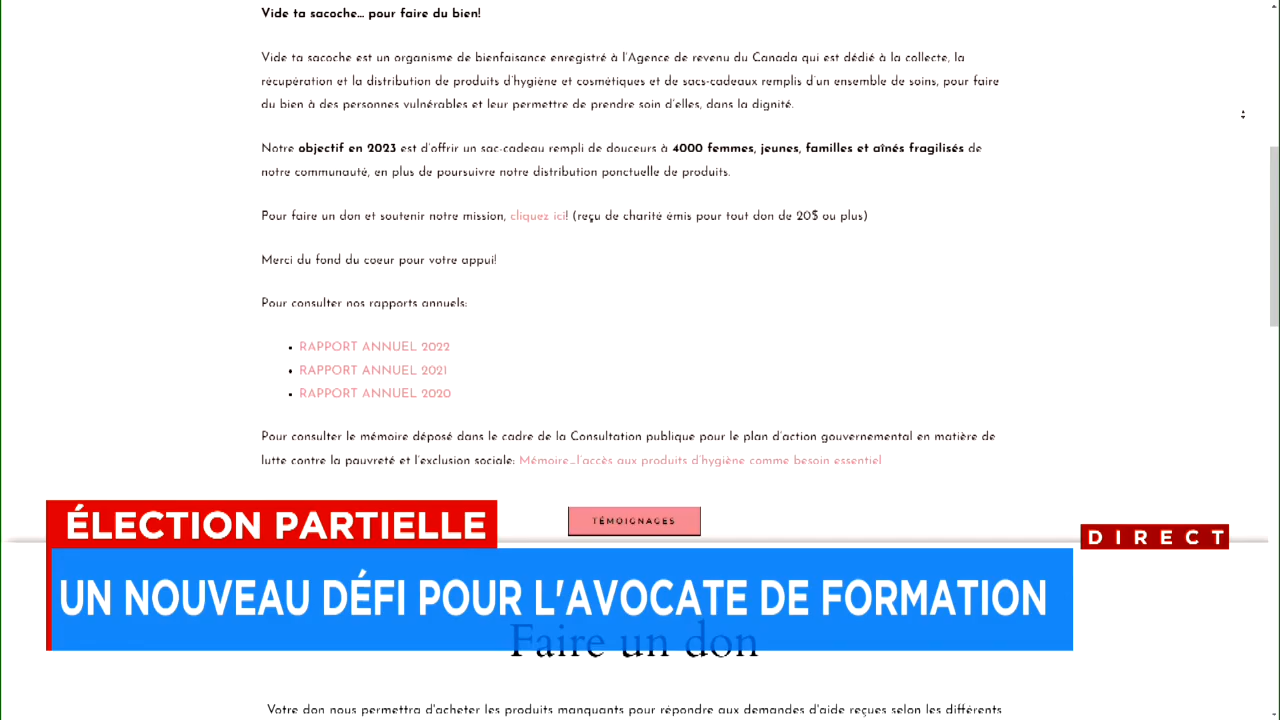 Vide ta sacoche... pour faire du bien!
Vide ta sacoche est un organisme de bienfaisance enregistré à l'Agence de revenu du Canada qui est dédié à la collecte, la
récupération et la distribution de produits d'hygiène et cosmétiques et de sacs-cadeaux remplis d'un ensemble de soins, pour faire
du bien à des personnes vulnérables et leur permettre de prendre soin d'elles, dans la dignité.
Notre objectif en 2023 est d'offrir un sac-cadeau rempli de douceurs à 4000 femmes, jeunes, familles et aînés fragilisés de
notre communauté, en plus de poursuivre notre distribution ponctuelle de produits.
Pour faire un don et soutenir notre mission, cliquez ici! (reçu de charité émis pour tout don de 20$ ou plus)
Merci du fond du coeur pour votre appui!
Pour consulter nos rapports annuels:
RAPPORT ANNUEL 2022
RAPPORT ANNUEL 2021
RAPPORT ANNUEL 2020
Pour consulter le mémoire déposé dans le cadre de la Consultation publique pour le plan d'action gouvernemental en matière de
lutte contre la pauvreté et l'exclusion sociale: Mémoire_l'accès aux produits d'hygiène comme besoin essentiel
TÉMOIGNAGES
ÉLECTION PARTIELLE
DIRECT
UN NOUVEAU DÉFI POUR L'AVOCATE DE FORMATION
Faire un don
Votre don nous permettra d'acheter les produits manquants pour répondre aux demandes d'aide reçues selon les différents